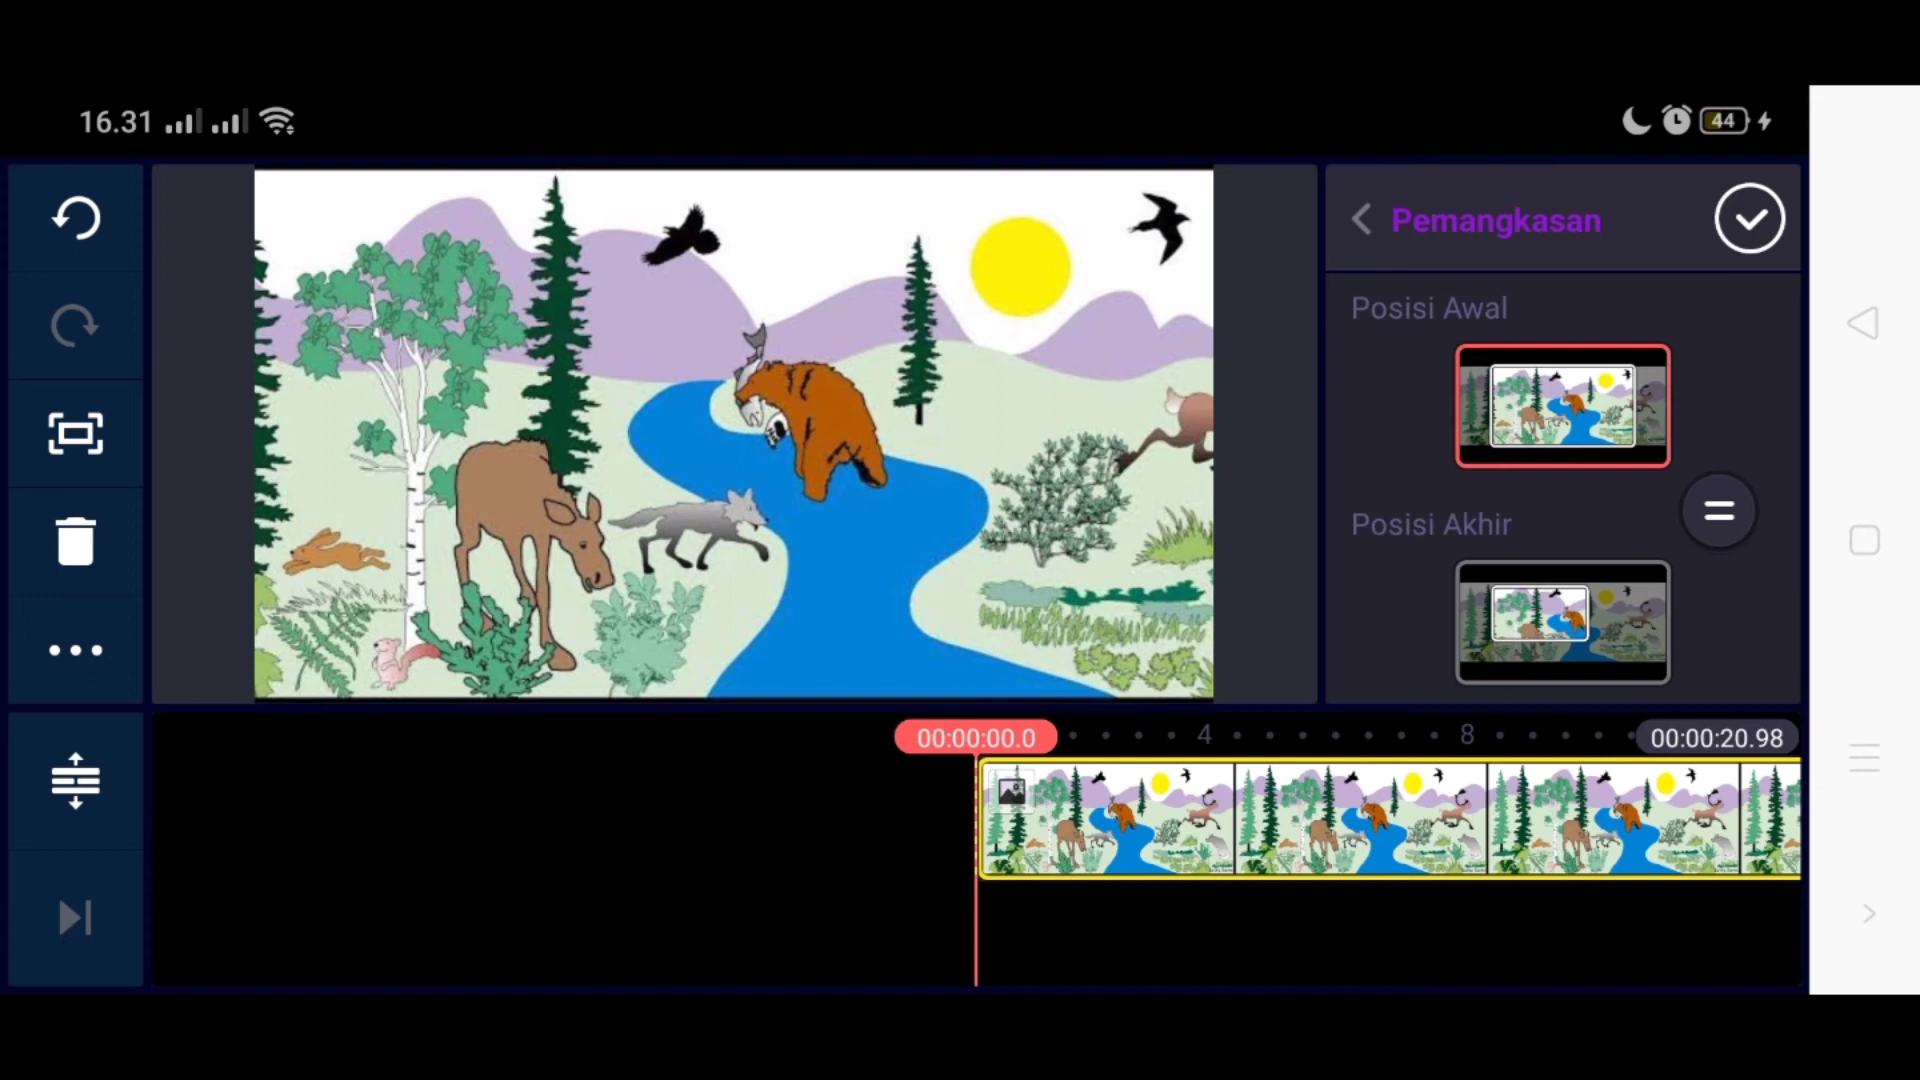 16.31
44
Pemangkasan
Posisi Awal
Posisi Akhir
00:00:00.0
4
8
00:00:20.98